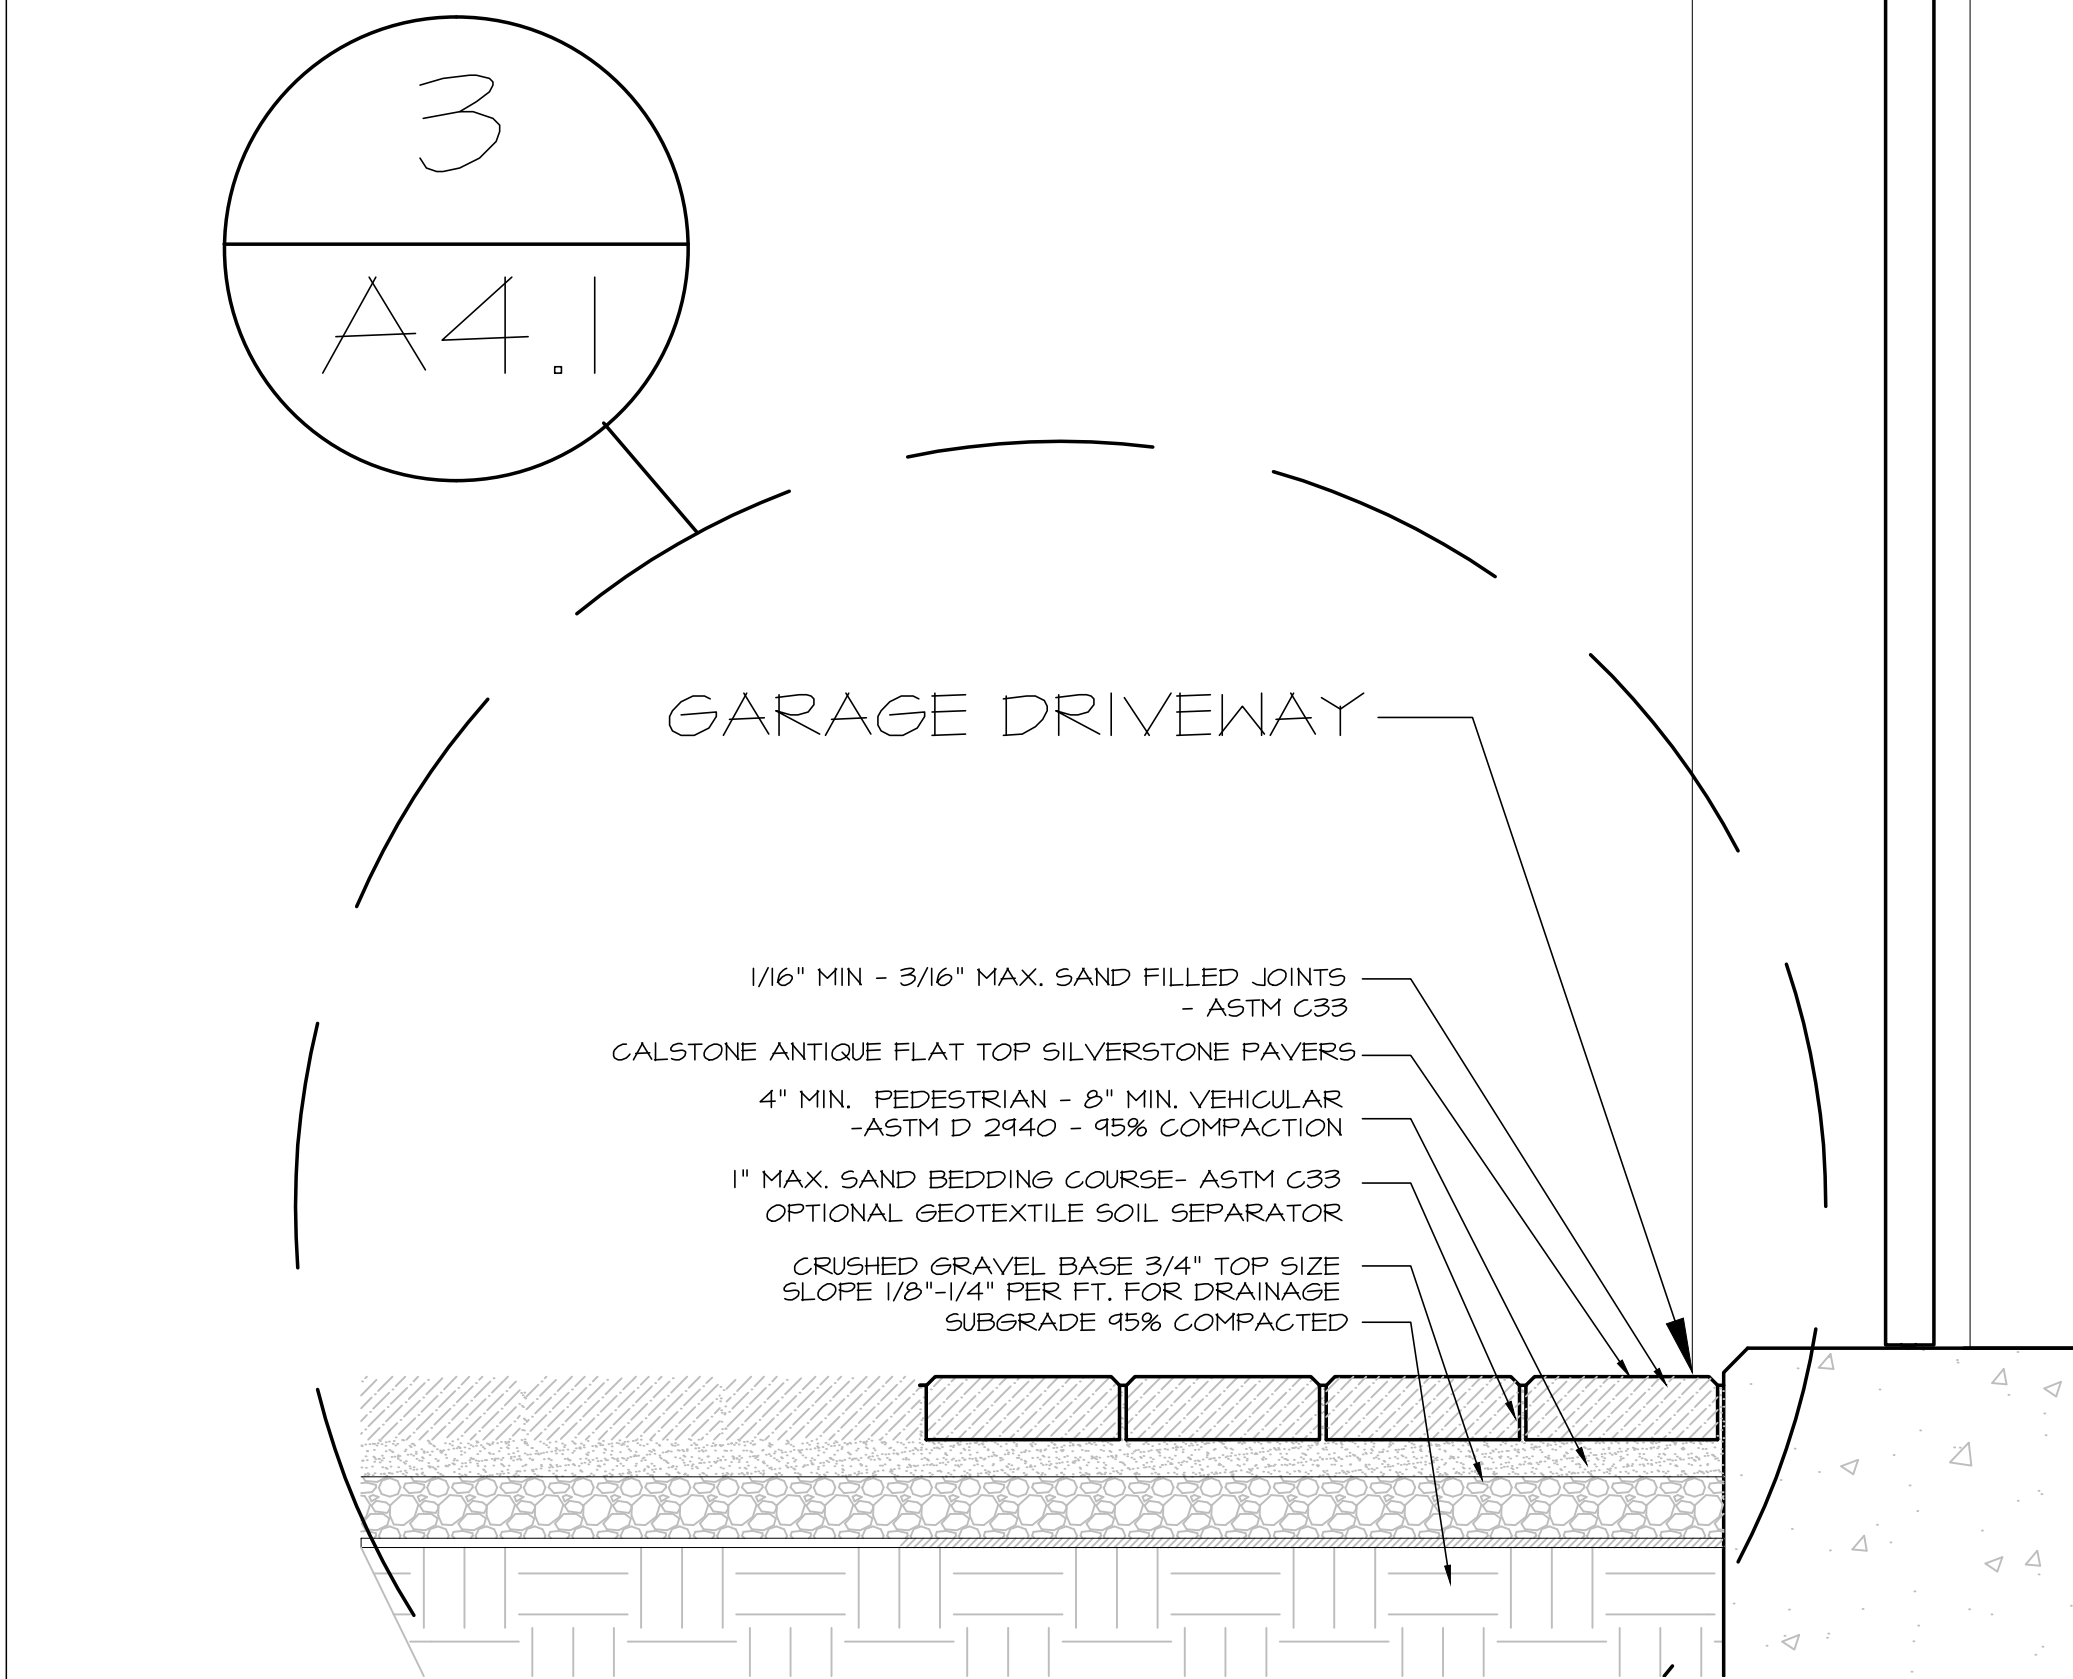 3
A4.1
GARAGE DRIVEWAY
1/16" MIN - 3/16" MAX. SAND FILLED JOINTS
- ASTM C33
CALSTONE ANTIQUE FLAT TOP SILVERSTONE PAVERS
4" MIN. PEDESTRIAN - 8" MIN. VEHICULAR
-ASTM D 2940 - 95% COMPACTION
1" MAX. SAND BEDDING COURSE- ASTM C33
OPTIONAL GEOTEXTILE SOIL SEPARATOR
CRUSHED GRAVEL BASE 3/4" TOP SIZE
SLOPE 1/8"-1/4" PER FT. FOR DRAINAGE
SUBGRADE 95% COMPACTED